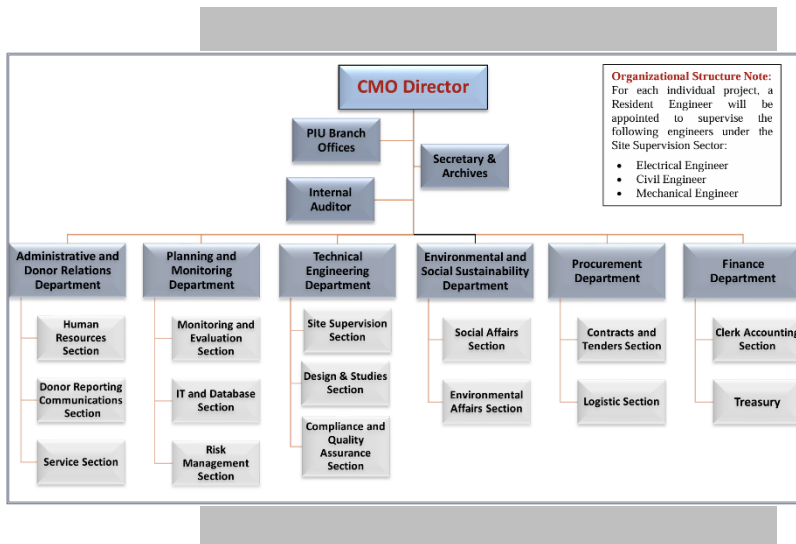 CMO Director
Organizational Structure Note:
For each individual project, a
Resident Engineer will be
appointed to supervise the
following engineers under the
Site Supervision Sector:
• Electrical Engineer
• Civil Engineer
• Mechanical Engineer
PIU Branch
Offices
Secretary &
Archives
Internal
Auditor
Administrative and
Donor Relations
Department
Planning and
Monitoring
Department
Technical
Engineering
Department
Environmental and
Social Sustainability
Department
Procurement
Department
Finance
Department
Human
Resources
Section
Monitoring and
Evaluation
Section
Site Supervision
Section
Social Affairs
Section
Contracts and
Tenders Section
Clerk Accounting
Section
Donor Reporting
Communications
Section
IT and Database
Section
Design & Studies
Section
Environmental
Affairs Section
Logistic Section
Treasury
Service Section
Risk
Management
Section
Compliance and
Quality
Assurance
Section